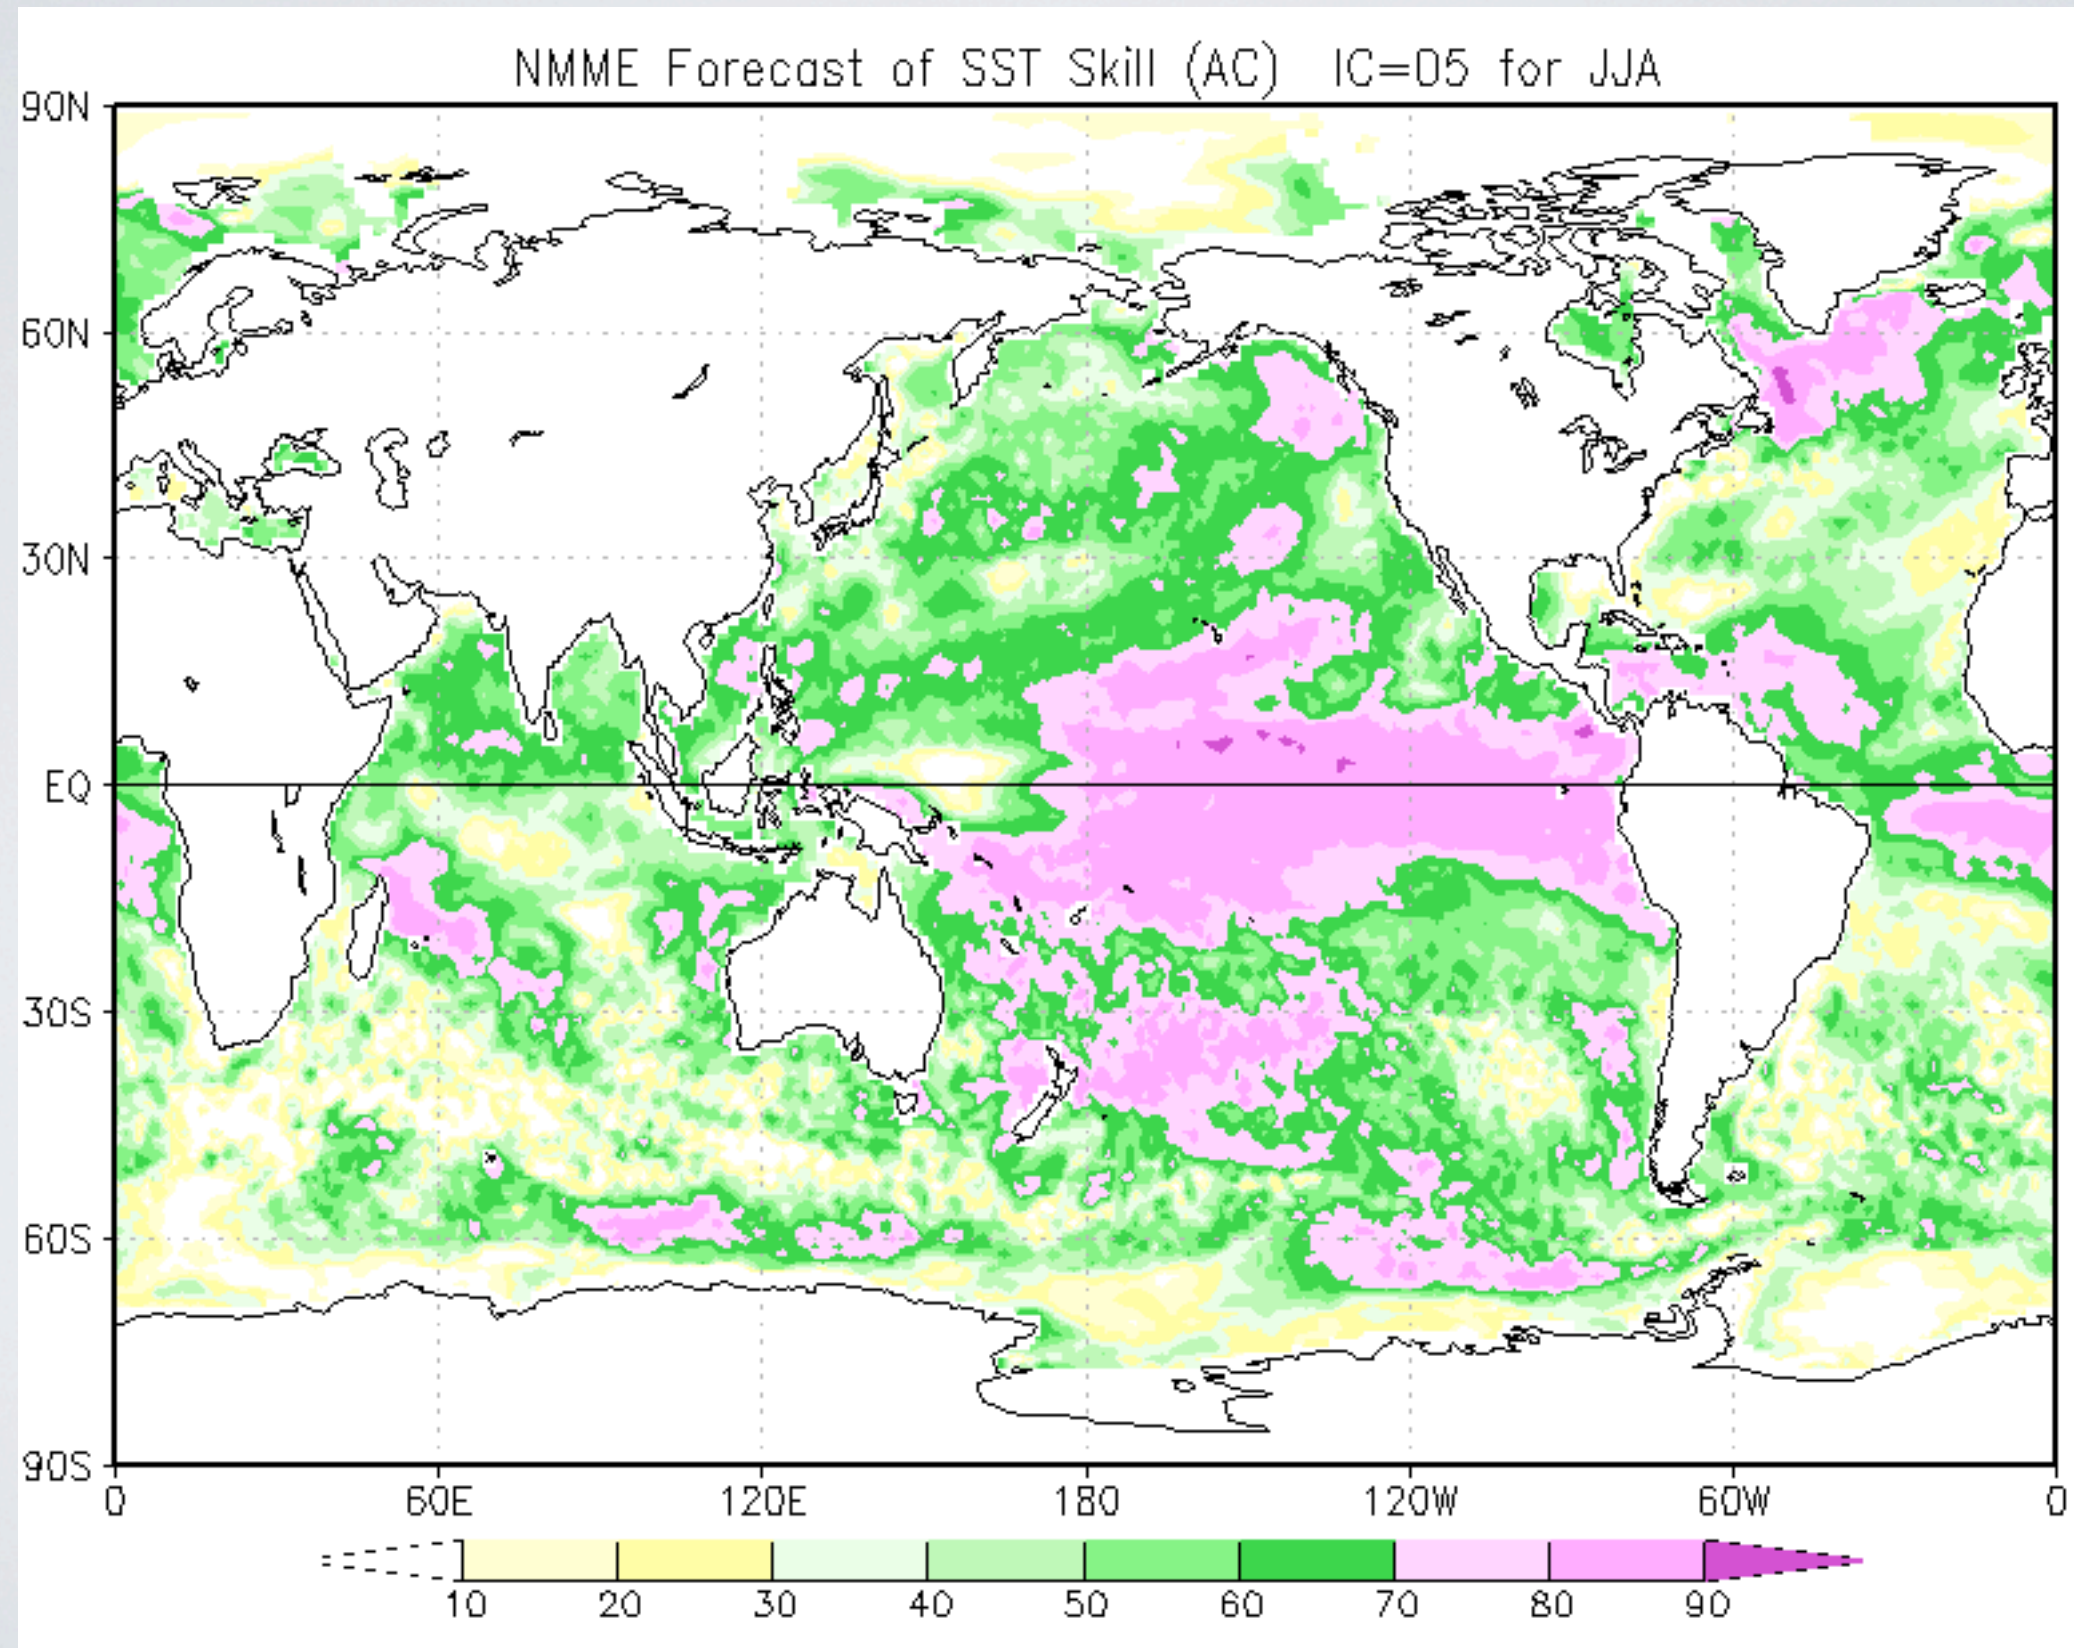 NMME Forecast of SST Skill (AC) IC=05 for JJA
90N
60N
30N
EQ
30S
60S
90S
0 60E 120E 180 120W 60W 0
10 20 30 40 50 60 70 80 90